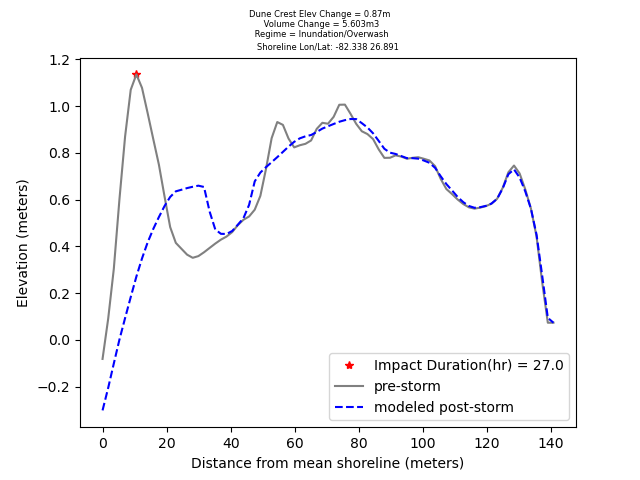 Dune Crest Elev Change = 0.87m
Volume Change = 5.603m3
Regime = Inundation/Overwash
Shoreline Lon/Lat: -82.338 26.891
1.2
1.0
0.8
0.6
0.4
0.2
0.0
−0.2
Elevation (meters)
Impact Duration(hr) = 27.0
pre-storm
modeled post-storm
0 20 40 60 80 100 120 140
Distance from mean shoreline (meters)